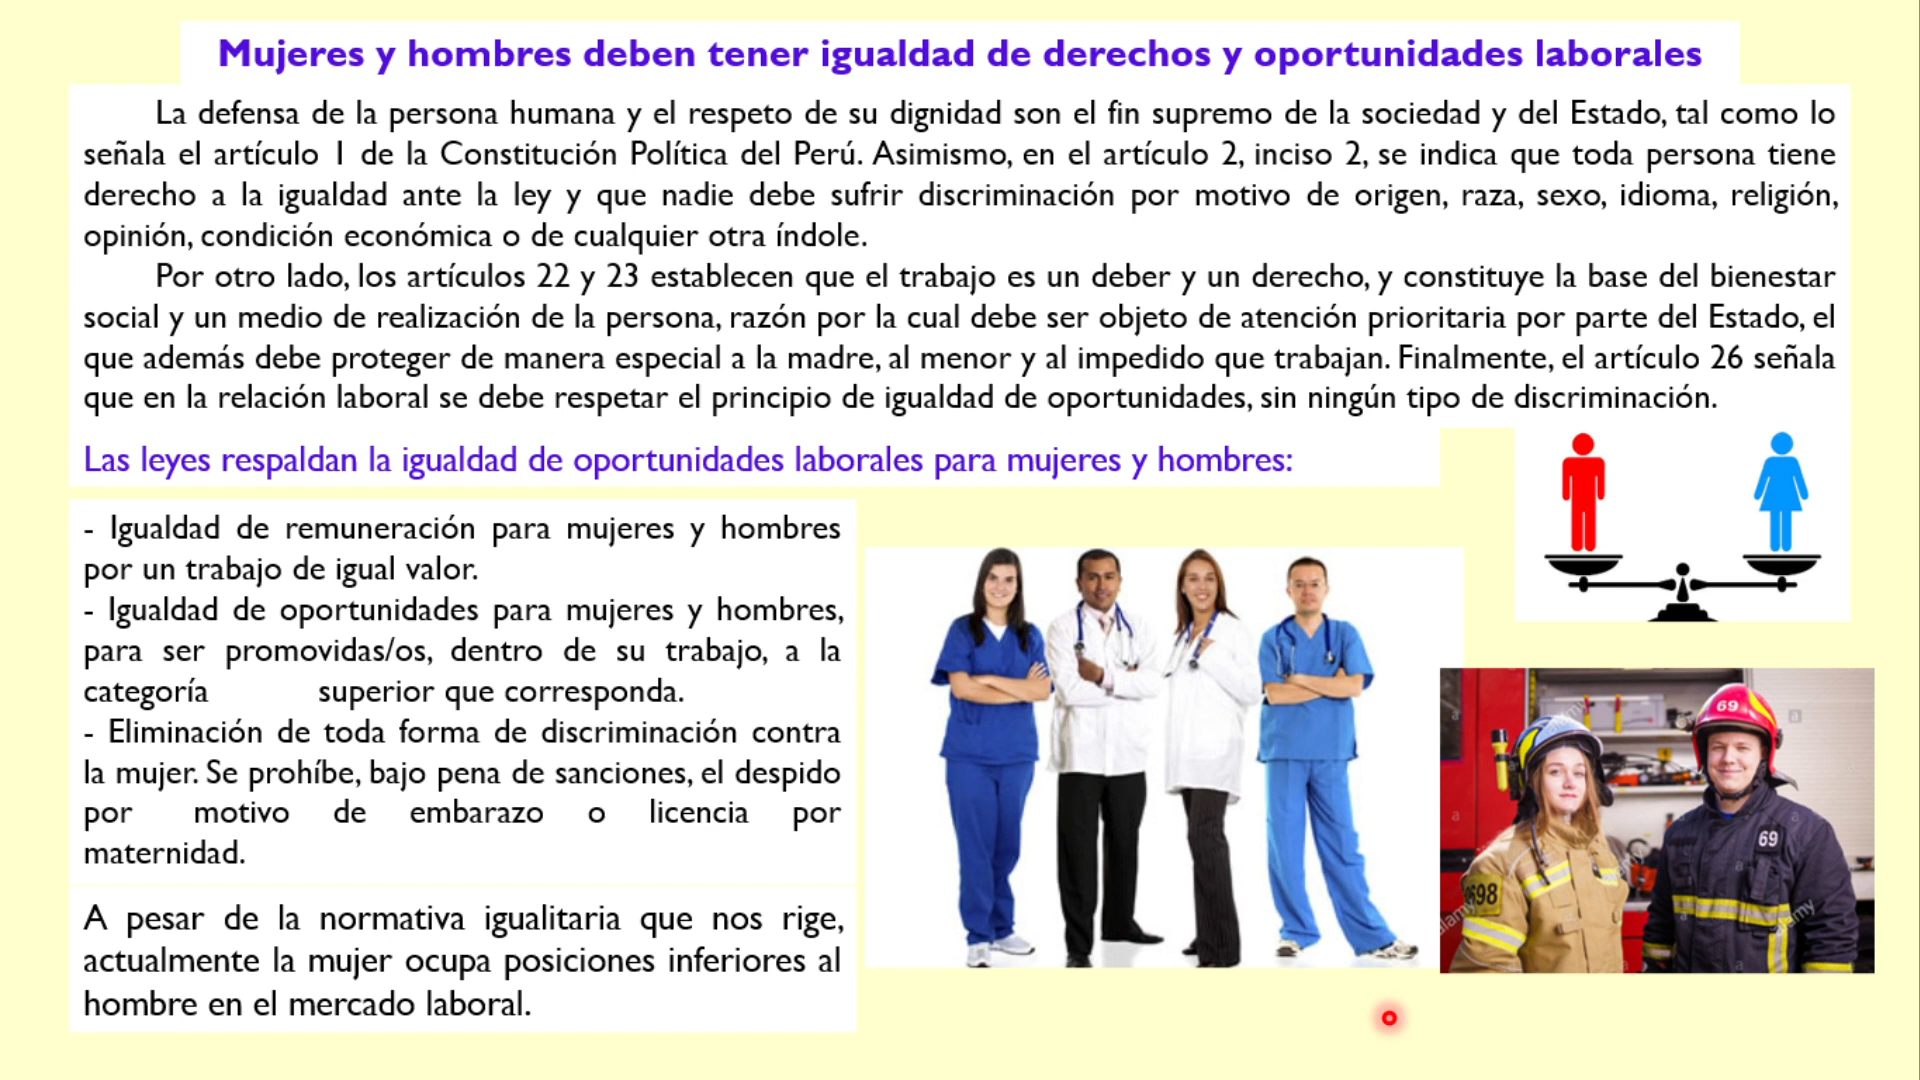 Mujeres y hombres deben tener igualdad de derechos y oportunidades laborales
La defensa de la persona humana y el respeto de su dignidad son el fin supremo de la sociedad y del Estado, tal como lo
señala el artículo 1 de la Constitución Política del Perú. Asimismo, en el artículo 2, inciso 2, se indica que toda persona tiene
derecho a la igualdad ante la ley y que nadie debe sufrir discriminación por motivo de origen, raza, sexo, idioma, religión,
opinión, condición económica o de cualquier otra índole.
Por otro lado, los artículos 22 y 23 establecen que el trabajo es un deber y un derecho, y constituye la base del bienestar
social y un medio de realización de la persona, razón por la cual debe ser objeto de atención prioritaria por parte del Estado, el
que además debe proteger de manera especial a la madre, al menor y al impedido que trabajan. Finalmente, el artículo 26 señala
que en la relación laboral se debe respetar el principio de igualdad de oportunidades, sin ningún tipo de discriminación.
Las leyes respaldan la igualdad de oportunidades laborales para mujeres y hombres:
- Igualdad de remuneración para mujeres y hombres
por un trabajo de igual valor.
- Igualdad de oportunidades para mujeres y hombres,
para ser promovidas/os, dentro de su trabajo, a la
categoría superior que corresponda.
- Eliminación de toda forma de discriminación contra
la mujer. Se prohíbe, bajo pena de sanciones, el despido
por motivo de embarazo o licencia por
maternidad.
A pesar de la normativa igualitaria que nos rige,
actualmente la mujer ocupa posiciones inferiores al
hombre en el mercado laboral.
69
69
alamy